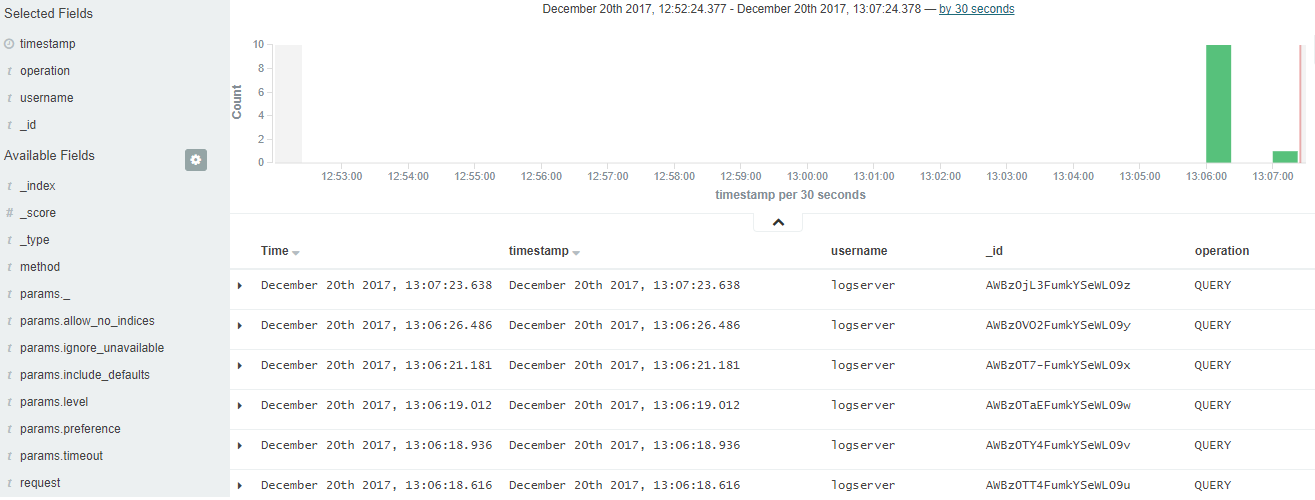 Selected Fields
timestamp
t operation
t username
t _id
Available Fields
t _index
# _score
t _type
t method
t params._
t params.allow_no_indices
t params.ignore_unavailable
t params.include_defaults
t params.level
t params.preference
t params.timeout
t request
December 20th 2017, 12:52:24.377 - December 20th 2017, 13:07:24.378 — by 30 seconds
Count
10
8
6
4
2
0
12:53:00 12:54:00 12:55:00 12:56:00 12:57:00 12:58:00 12:59:00 13:00:00 13:01:00 13:02:00 13:03:00 13:04:00 13:05:00 13:06:00 13:07:00
timestamp per 30 seconds
Time timestamp username _id operation
December 20th 2017, 13:07:23.638 December 20th 2017, 13:07:23.638 logserver AWBzOjL3FumkYSeWLO9z QUERY
December 20th 2017, 13:06:26.486 December 20th 2017, 13:06:26.486 logserver AWBzOVO2FumkYSeWLO9y QUERY
December 20th 2017, 13:06:21.181 December 20th 2017, 13:06:21.181 logserver AWBzOT7-FumkYSeWLO9x QUERY
December 20th 2017, 13:06:19.012 December 20th 2017, 13:06:19.012 logserver AWBzOTaEFumkYSeWLO9w QUERY
December 20th 2017, 13:06:18.936 December 20th 2017, 13:06:18.936 logserver AWBzOTY4FumkYSeWLO9v QUERY
December 20th 2017, 13:06:18.616 December 20th 2017, 13:06:18.616 logserver AWBzOTT4FumkYSeWLO9u QUERY